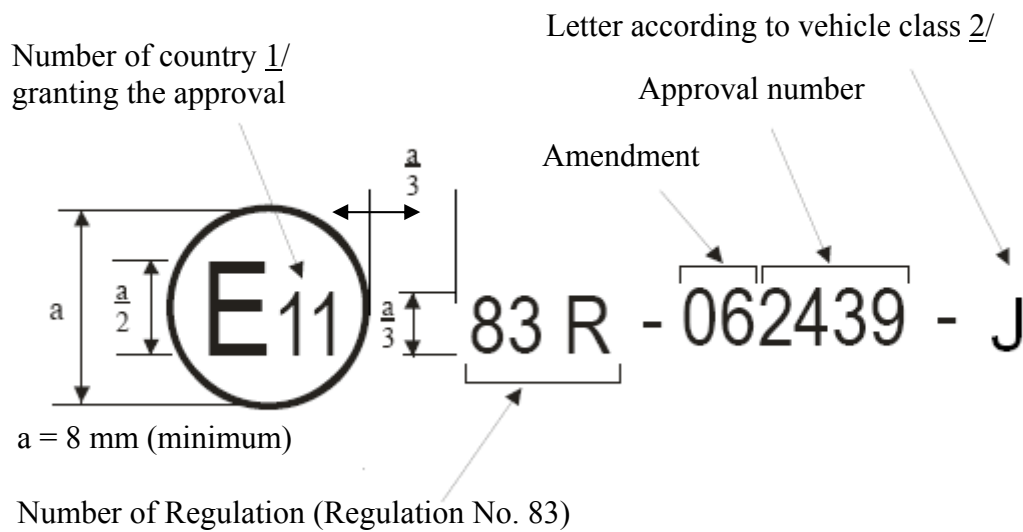 Letter according to vehicle class 2/
Number of country 1/
granting the approval
Approval number
Amendment
a
3
a
a
2
E11
a
3
83 R - 062439 - J
a = 8 mm (minimum)
Number of Regulation (Regulation No. 83)